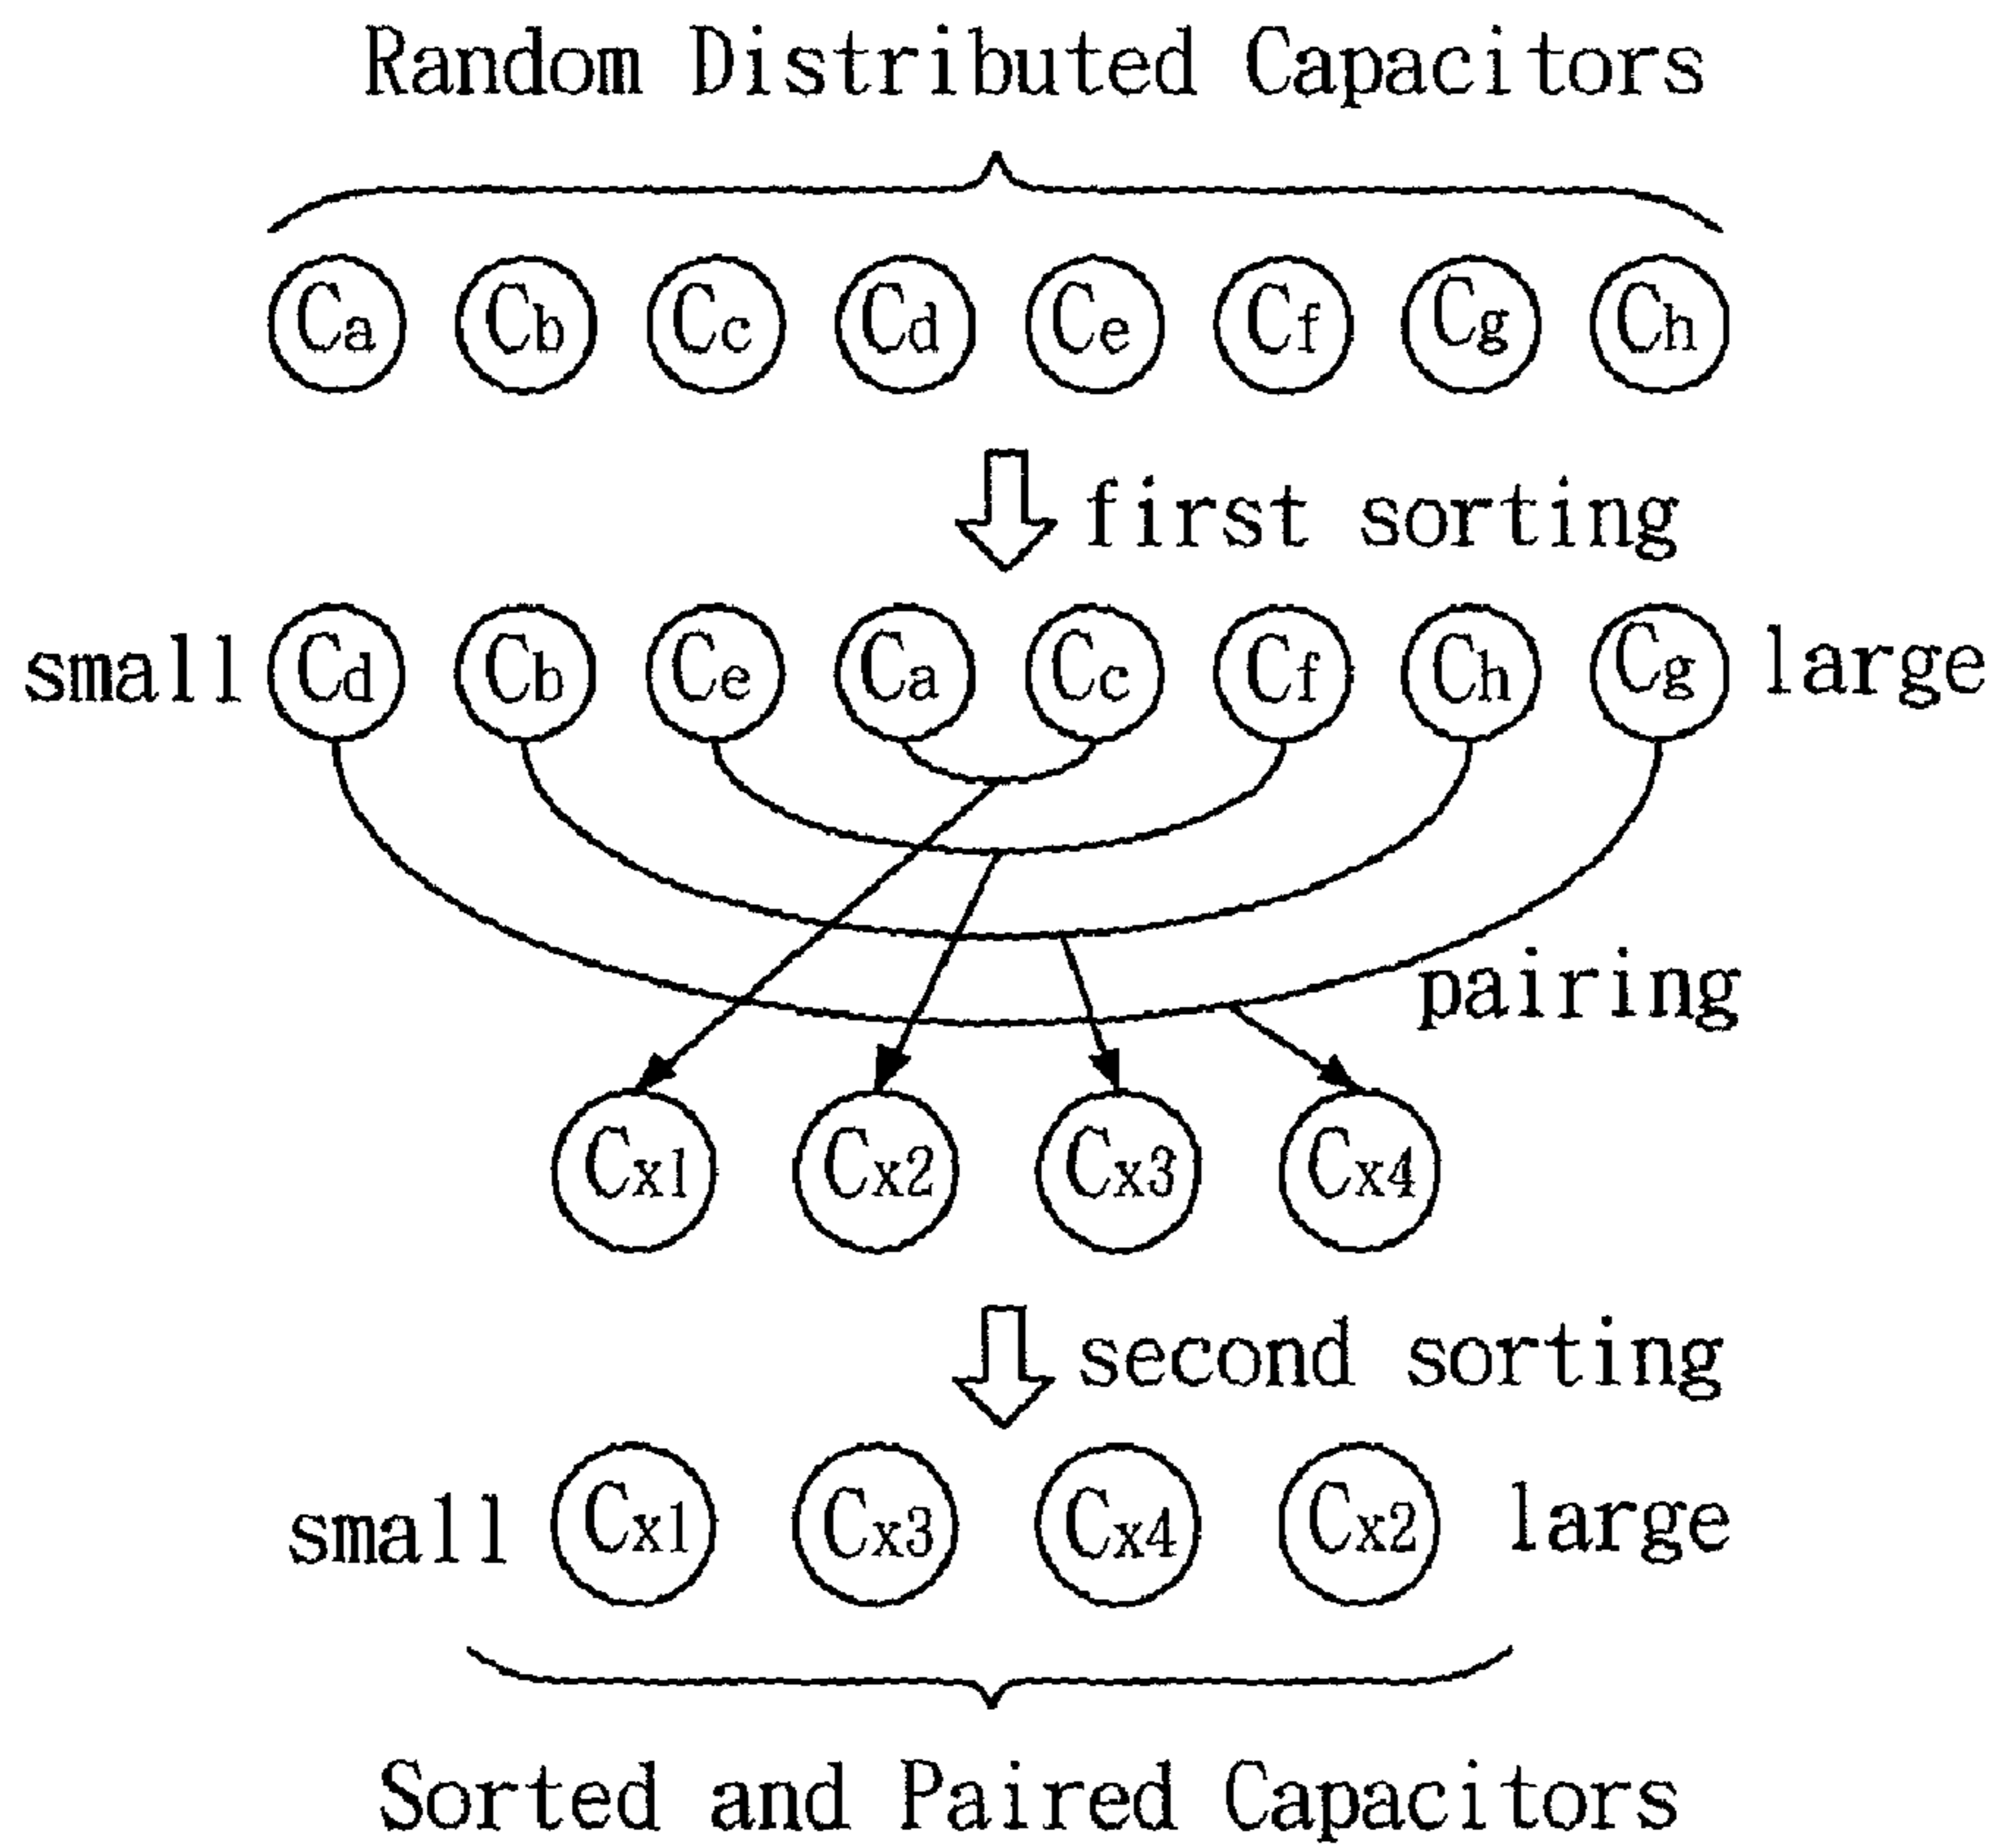 Random Distributed Capacitors
Ca Cb Cc Cd Ce Cf Cg Ch
first sorting
small Cd Cb Ce Ca Cc Cf Ch Cg large
pairing
Cx1 Cx2 Cx3 Cx4
second sorting
small Cx1 Cx3 Cx4 Cx2 large
Sorted and Paired Capacitors